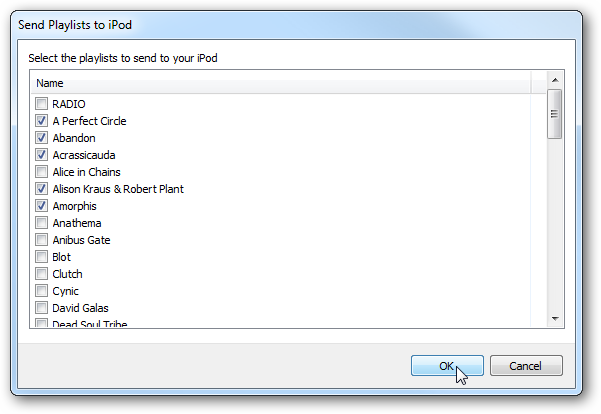 Send Playlists to iPod
Select the playlists to send to your iPod
Name
RADIO
A Perfect Circle
Abandon
Acrassicauda
Alice in Chains
Alison Kraus & Robert Plant
Amorphis
Anathema
Anibus Gate
Blot
Clutch
Cynic
David Galas
Dead Soul Tribe
OK
Cancel